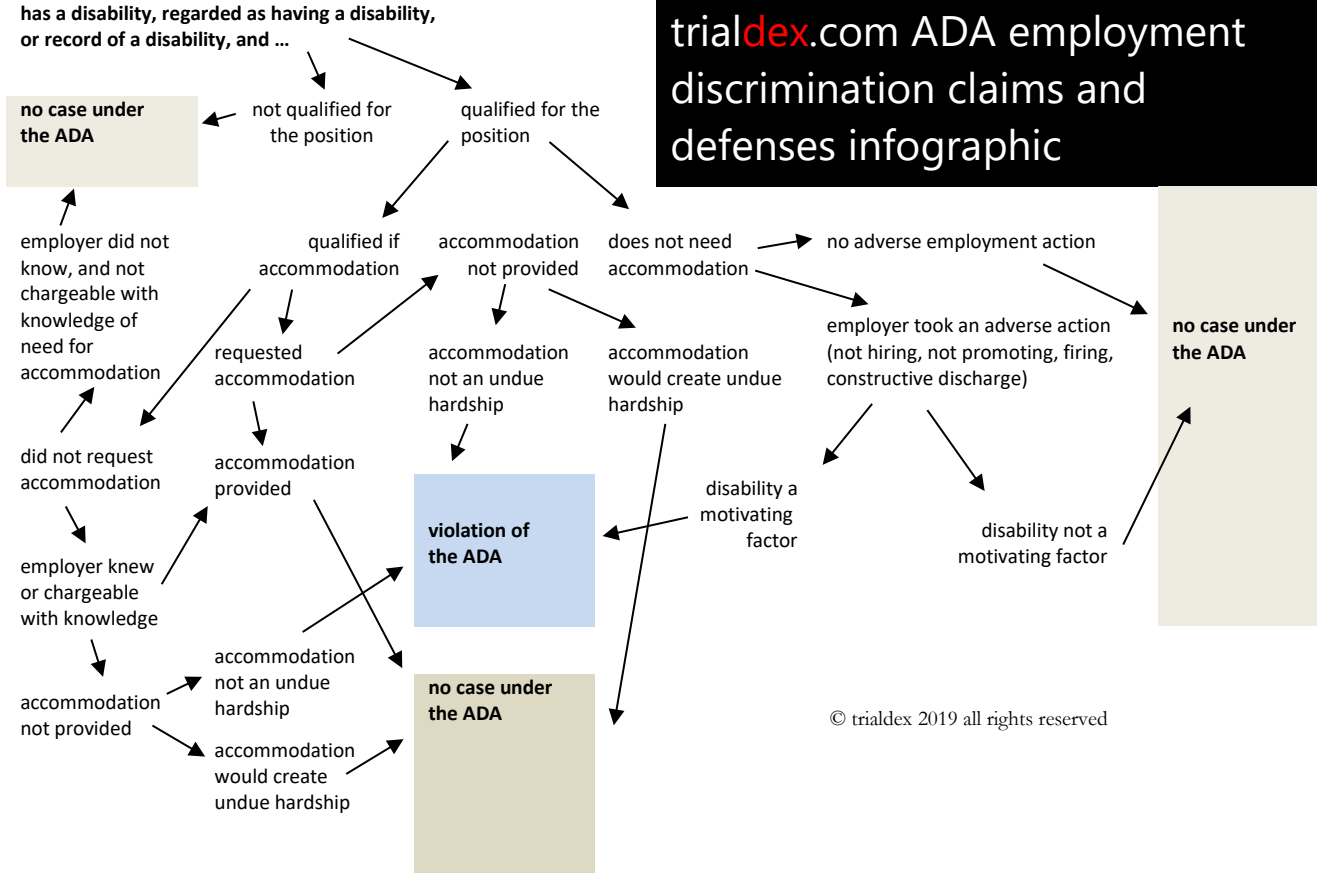 has a disability, regarded as having a disability,
or record of a disability, and …
trialdex.com ADA employment
discrimination claims and
defenses infographic
no case under
the ADA
not qualified for
the position
qualified for the
position
employer did not
know, and not
chargeable with
knowledge of
need for
accommodation
qualified if
accommodation
accommodation
not provided
does not need
accommodation
no adverse employment action
employer took an adverse action
(not hiring, not promoting, firing,
constructive discharge)
no case under
the ADA
requested
accommodation
accommodation
not an undue
hardship
accommodation
would create undue
hardship
did not request
accommodation
accommodation
provided
disability a
motivating
factor
disability not a
motivating factor
violation of
the ADA
employer knew
or chargeable
with knowledge
accommodation
not an undue
hardship
accommodation
not provided
no case under
the ADA
© trialdex 2019 all rights reserved
accommodation
would create
undue hardship